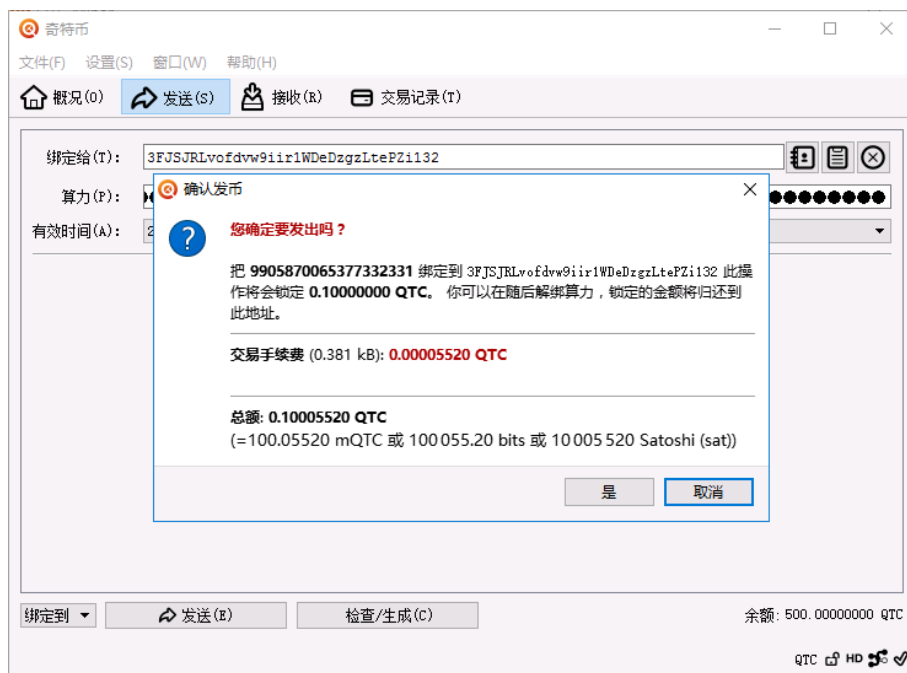 奇特币
文件(F) 设置(S) 窗口(W) 帮助(H)
概况(O) 发送(S) 接收(R) 交易记录(T)
绑定给(T): 3FJSJRLvofdvw9iir1WDeDzgzLtePZi132
算力(P):
有效时间(A): 2
确认发币
您确定要发出吗？
把 9905870065377332331 绑定到 3FJSJRLvofdvw9iir1WDeDzgzLtePZi132 此操
作将会锁定 0.10000000 QTC。 你可以在随后解绑算力，锁定的金额将归还到
此地址。
交易手续费 (0.381 kB): 0.00005520 QTC
总额: 0.10005520 QTC
(=100.05520 mQTC 或 100 055.20 bits 或 10 005 520 Satoshi (sat))
是 取消
绑定到 发送(E) 检查/生成(C) 余额: 500.00000000 QTC
QTC HD